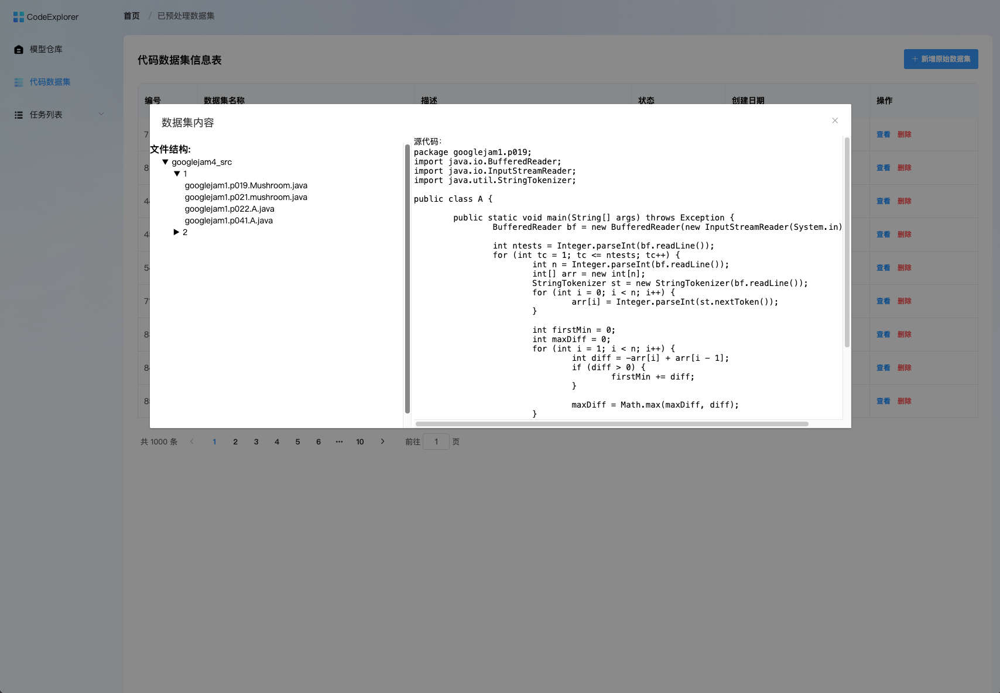 CodeExplorer
首页 / 已预处理数据集
模型仓库
代码数据集
任务列表
代码数据集信息表
+ 新增原始数据集
编号 数据集名称 描述 状态 创建日期 操作
7 查看 删除
8 查看 删除
查看 删除
查看 删除
查看 删除
查看 删除
查看 删除
查看 删除
查看 删除
数据集内容
文件结构:
▼ googlejam4_src
▼ 1
googlejam1.p019.Mushroom.java
googlejam1.p021.mushroom.java
googlejam1.p022.A.java
googlejam1.p041.A.java
▶ 2
源代码:
package googlejam1.p019;
import java.io.BufferedReader;
import java.io.InputStreamReader;
import java.util.StringTokenizer;
public class A {
public static void main(String[] args) throws Exception {
BufferedReader bf = new BufferedReader(new InputStreamReader(System.in)
int ntests = Integer.parseInt(bf.readLine());
for (int tc = 1; tc <= ntests; tc++) {
int n = Integer.parseInt(bf.readLine());
int[] arr = new int[n];
StringTokenizer st = new StringTokenizer(bf.readLine());
for (int i = 0; i < n; i++) {
arr[i] = Integer.parseInt(st.nextToken());
}
int firstMin = 0;
int maxDiff = 0;
for (int i = 1; i < n; i++) {
int diff = -arr[i] + arr[i - 1];
if (diff > 0) {
firstMin += diff;
}
maxDiff = Math.max(maxDiff, diff);
}
共 1000 条 1 2 3 4 5 6 ··· 10 前往 1 页